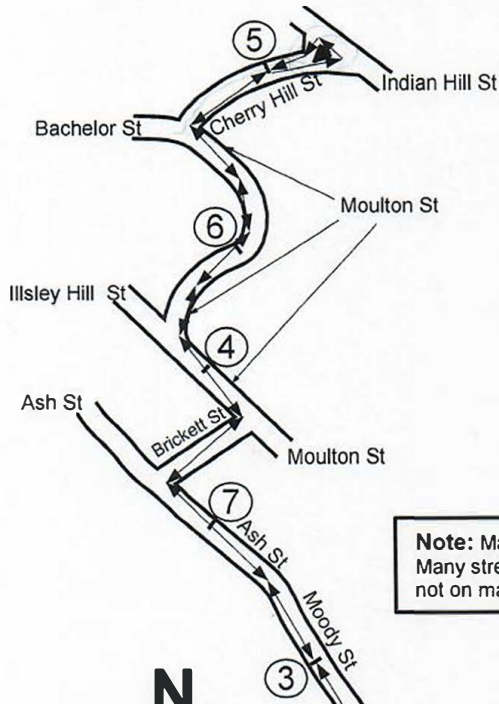 5
Indian Hill St
Cherry Hill St
Bachelor St
Moulton St
6
Illsley Hill St
4
Ash St
Brickett St
Moulton St
7
Ash St
Note:
Many stre
not on ma
Moody St
3
N